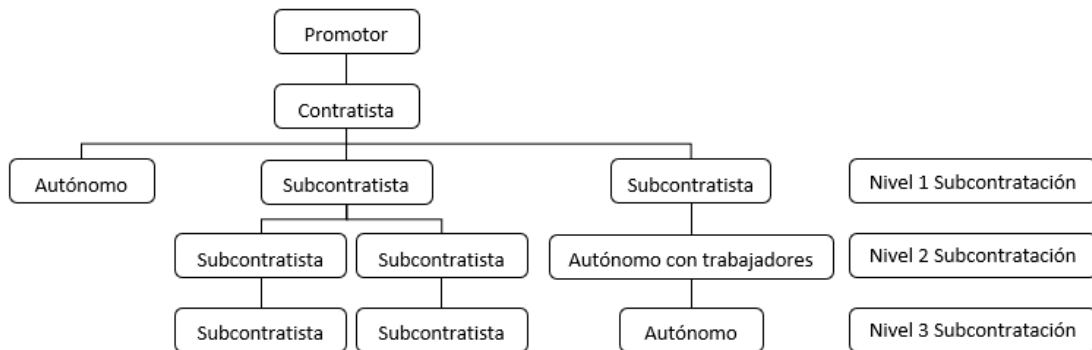 Promotor
Contratista
Autónomo
Subcontratista
Subcontratista
Nivel 1 Subcontratación
Subcontratista
Subcontratista
Autónomo con trabajadores
Nivel 2 Subcontratación
Subcontratista
Subcontratista
Autónomo
Nivel 3 Subcontratación